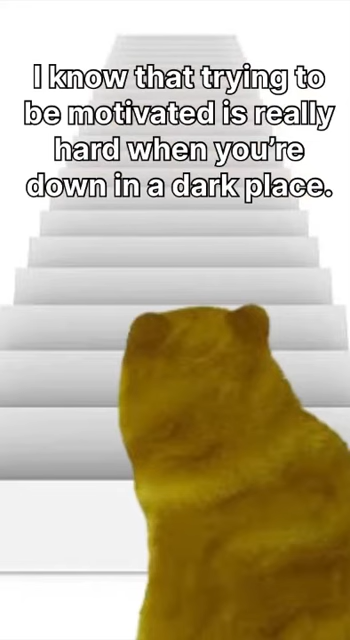 I know that trying to
be motivated is really
hard when you're
down in a dark place.